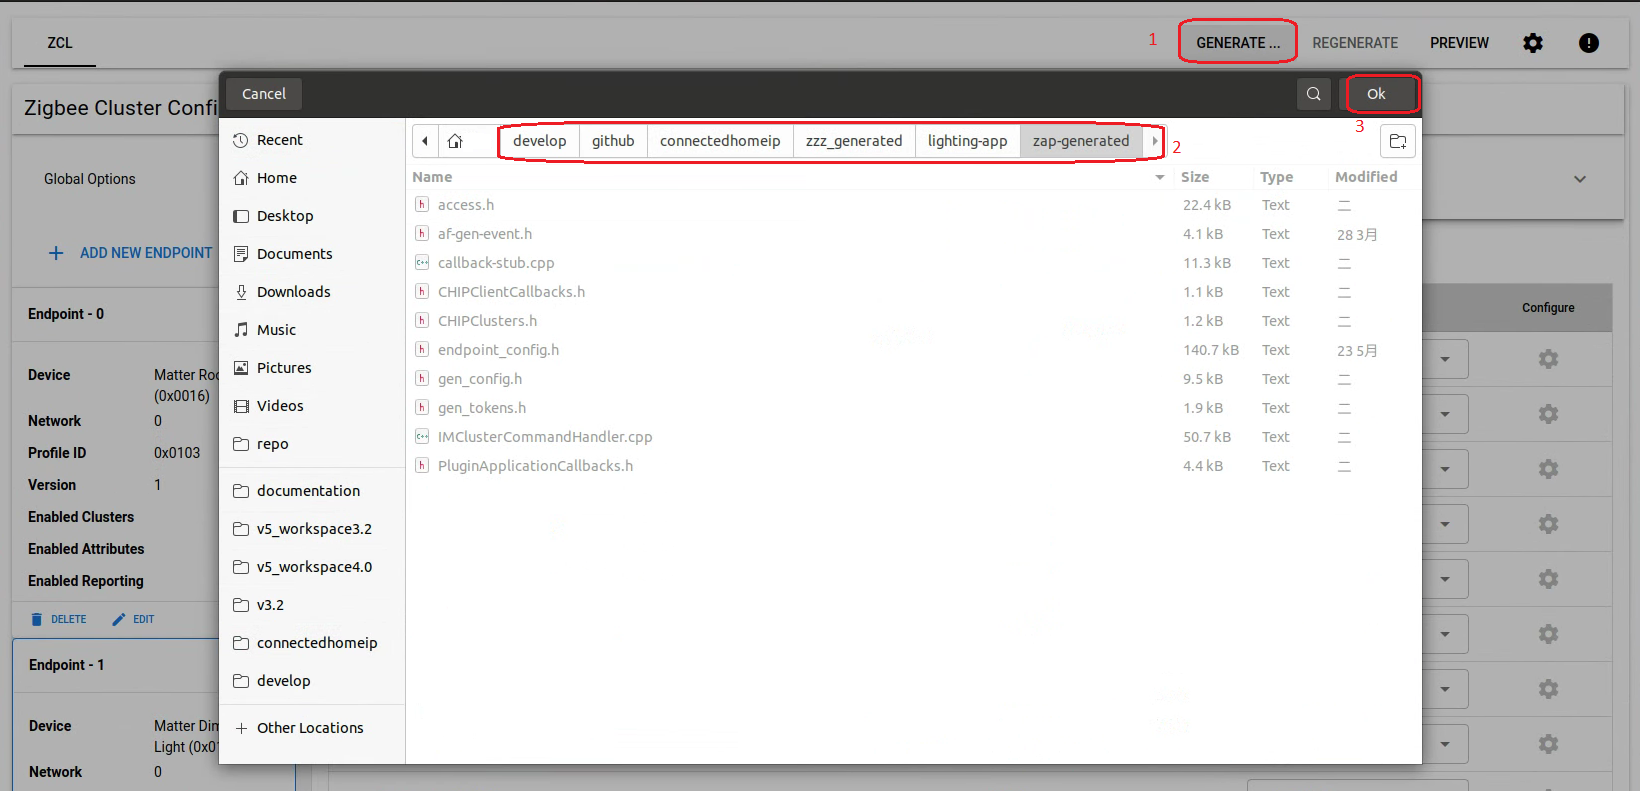 ZCL
1
GENERATE ...
REGENERATE
PREVIEW
Cancel
Ok
3
Zigbee Cluster Confi
Global Options
ADD NEW ENDPOINT
Endpoint - 0
Device Matter Roo
(0x0016)
Network 0
Profile ID 0x0103
Version 1
Enabled Clusters
Enabled Attributes
Enabled Reporting
DELETE EDIT
Endpoint - 1
Device Matter Dim
Light (0x01
Network 0
Recent
Home
Desktop
Documents
Downloads
Music
Pictures
Videos
repo
documentation
v5_workspace3.2
v5_workspace4.0
v3.2
connectedhomeip
develop
Other Locations
develop github connectedhomeip zzz_generated lighting-app zap-generated
2
Name Size Type Modified
access.h 22.4 kB Text 二
af-gen-event.h 4.1 kB Text 28 3月
callback-stub.cpp 11.3 kB Text 二
CHIPClientCallbacks.h 1.1 kB Text 二
CHIPClusters.h 1.2 kB Text 二
endpoint_config.h 140.7 kB Text 23 5月
gen_config.h 9.5 kB Text 二
gen_tokens.h 1.9 kB Text 二
IMClusterCommandHandler.cpp 50.7 kB Text 二
PluginApplicationCallbacks.h 4.4 kB Text 二
Configure